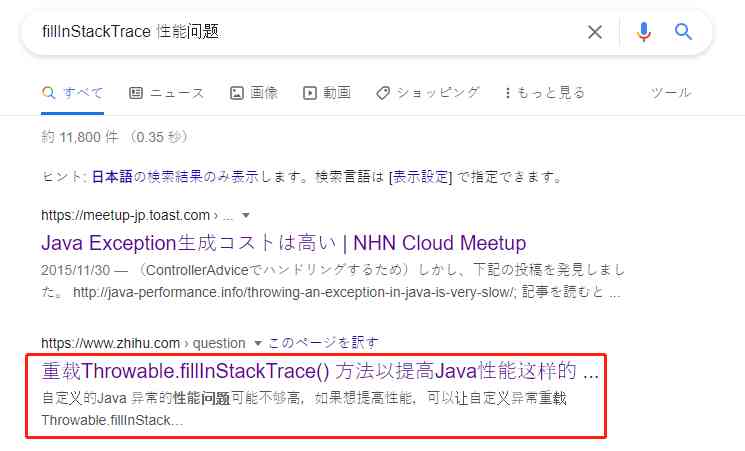 fillInStackTrace 性能问题
すべて ニュース 画像 動画 ショッピング もっと見る ツール
約 11,800 件 （0.35 秒）
ヒント: 日本語の検索結果のみ表示します。検索言語は [表示設定] で指定できます。
https://meetup-jp.toast.com › ...
Java Exception生成コストは高い | NHN Cloud Meetup
2015/11/30 — （ControllerAdviceでハンドリングするため）しかし、下記の投稿を発見しまし
た。 http://java-performance.info/throwing-an-exception-in-java-is-very-slow/; 記事を読むと ...
https://www.zhihu.com › question このページを訳す
重载Throwable.fillInStackTrace() 方法以提高Java性能这样的 ...
自定义的Java 异常的性能问题可能不够高，如果想提高性能，可以让自定义异常重载
Throwable.fillInStack...